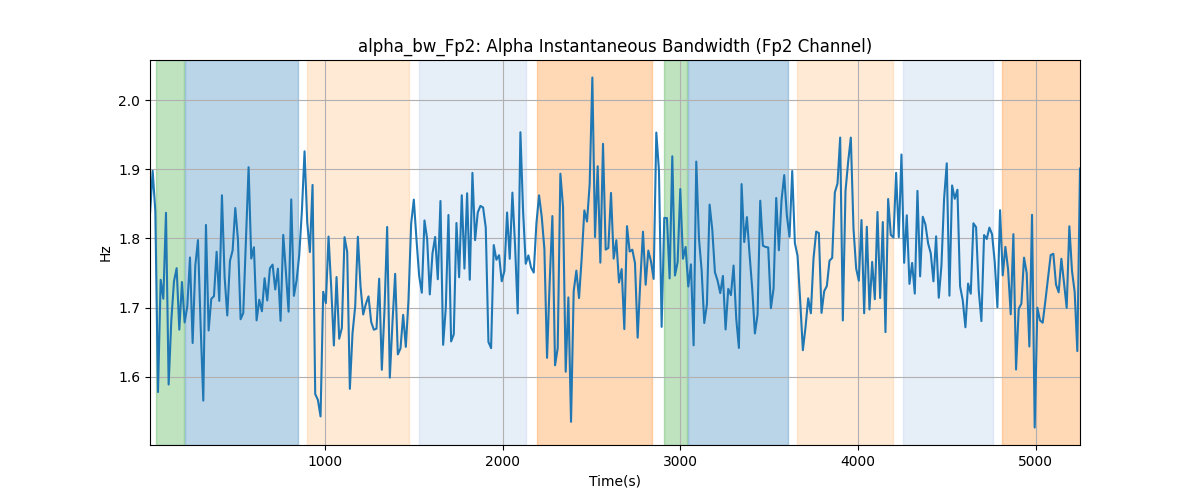 alpha_bw_Fp2: Alpha Instantaneous Bandwidth (Fp2 Channel)
2.0
1.9
1.8
1.7
1.6
Hz
1000 2000 3000 4000 5000
Time(s)